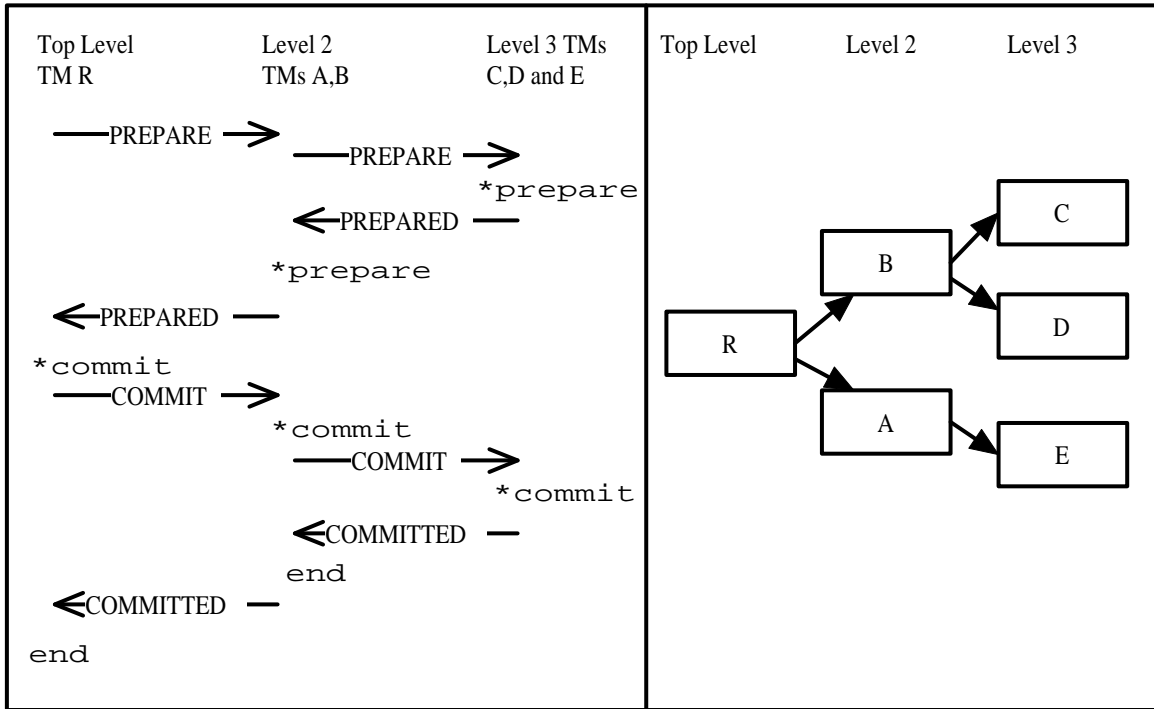 Top Level
TM R
Level 2
TMs A,B
Level 3 TMs
C,D and E
PREPARE
PREPARE
*prepare
PREPARED
*prepare
PREPARED
*commit
COMMIT
*commit
COMMIT
*commit
COMMITTED
end
COMMITTED
end
Top Level
Level 2
Level 3
C
B
D
R
A
E